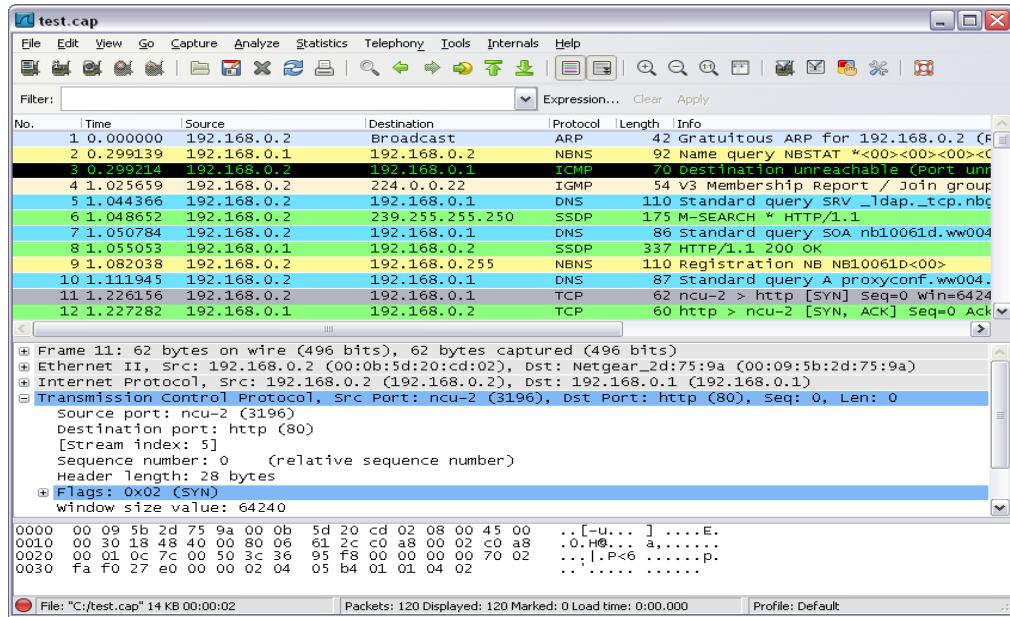 test.cap
File Edit View Go Capture Analyze Statistics Telephony Tools Internals Help
Filter: Expression... Clear Apply
No. Time Source Destination Protocol Length Info
1 0.000000 192.168.0.2 Broadcast ARP 42 Gratuitous ARP for 192.168.0.2 (R
2 0.299139 192.168.0.1 192.168.0.2 NBNS 92 Name query NBSTAT *<00><00><00><0
3 0.299214 192.168.0.2 192.168.0.1 ICMP 70 Destination unreachable (Port unr
4 1.025659 192.168.0.2 224.0.0.22 IGMP 54 V3 Membership Report / Join group
5 1.044366 192.168.0.2 192.168.0.1 DNS 110 Standard query SRV _ldap._tcp.nbg
6 1.048652 192.168.0.2 239.255.255.250 SSDP 175 M-SEARCH * HTTP/1.1
7 1.050784 192.168.0.2 192.168.0.1 DNS 86 Standard query SOA nb10061d.ww004
8 1.055053 192.168.0.1 192.168.0.2 SSDP 337 HTTP/1.1 200 OK
9 1.082038 192.168.0.2 192.168.0.255 NBNS 110 Registration NB NB10061D<00>
10 1.111945 192.168.0.2 192.168.0.1 DNS 87 Standard query A proxyconf.ww004.
11 1.226156 192.168.0.2 192.168.0.1 TCP 62 ncu-2 > http [SYN] Seq=0 Win=6424
12 1.227282 192.168.0.1 192.168.0.2 TCP 60 http > ncu-2 [SYN, ACK] Seq=0 Ack
Frame 11: 62 bytes on wire (496 bits), 62 bytes captured (496 bits)
Ethernet II, Src: 192.168.0.2 (00:0b:5d:20:cd:02), Dst: Netgear_2d:75:9a (00:09:5b:2d:75:9a)
Internet Protocol, Src: 192.168.0.2 (192.168.0.2), Dst: 192.168.0.1 (192.168.0.1)
Transmission Control Protocol, Src Port: ncu-2 (3196), Dst Port: http (80), Seq: 0, Len: 0
Source port: ncu-2 (3196)
Destination port: http (80)
[Stream index: 5]
Sequence number: 0 (relative sequence number)
Header length: 28 bytes
Flags: 0x02 (SYN)
Window size value: 64240
0000 00 09 5b 2d 75 9a 00 0b 5d 20 cd 02 08 00 45 00 ..[-u... ] ....E.
0010 00 30 18 48 40 00 80 06 61 2c c0 a8 00 02 c0 a8 .0.H@... a,......
0020 00 01 0c 7c 00 50 3c 36 95 f8 00 00 00 00 70 02 ...|.P<6 ......p.
0030 fa f0 27 e0 00 00 02 04 05 b4 01 01 04 02 ..'..... ......
File: "C:/test.cap" 14 KB 00:00:02 Packets: 120 Displayed: 120 Marked: 0 Load time: 0:00.000 Profile: Default